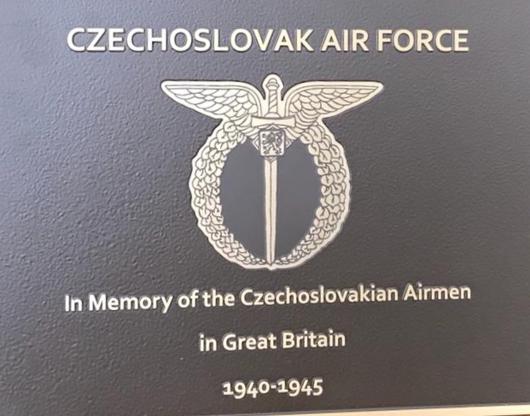 CZECHOSLOVAK AIR FORCE
In Memory of the Czechoslovakian Airmen
in Great Britain
1940-1945